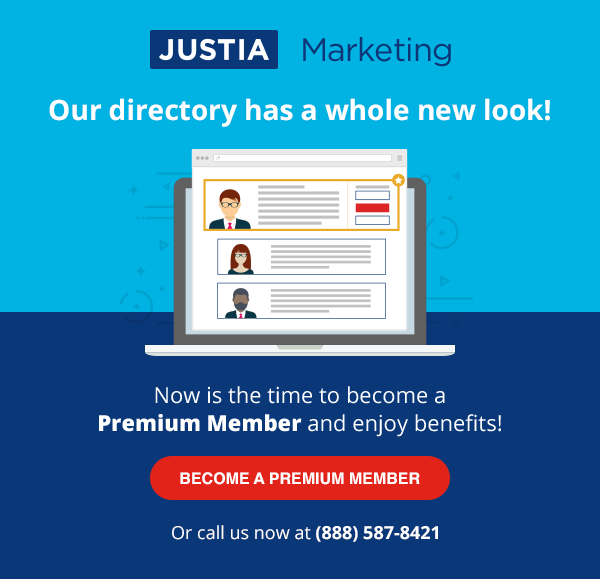 JUSTIA Marketing
Our directory has a whole new look!
Now is the time to become a
Premium Member and enjoy benefits!
BECOME A PREMIUM MEMBER
Or call us now at (888) 587-8421